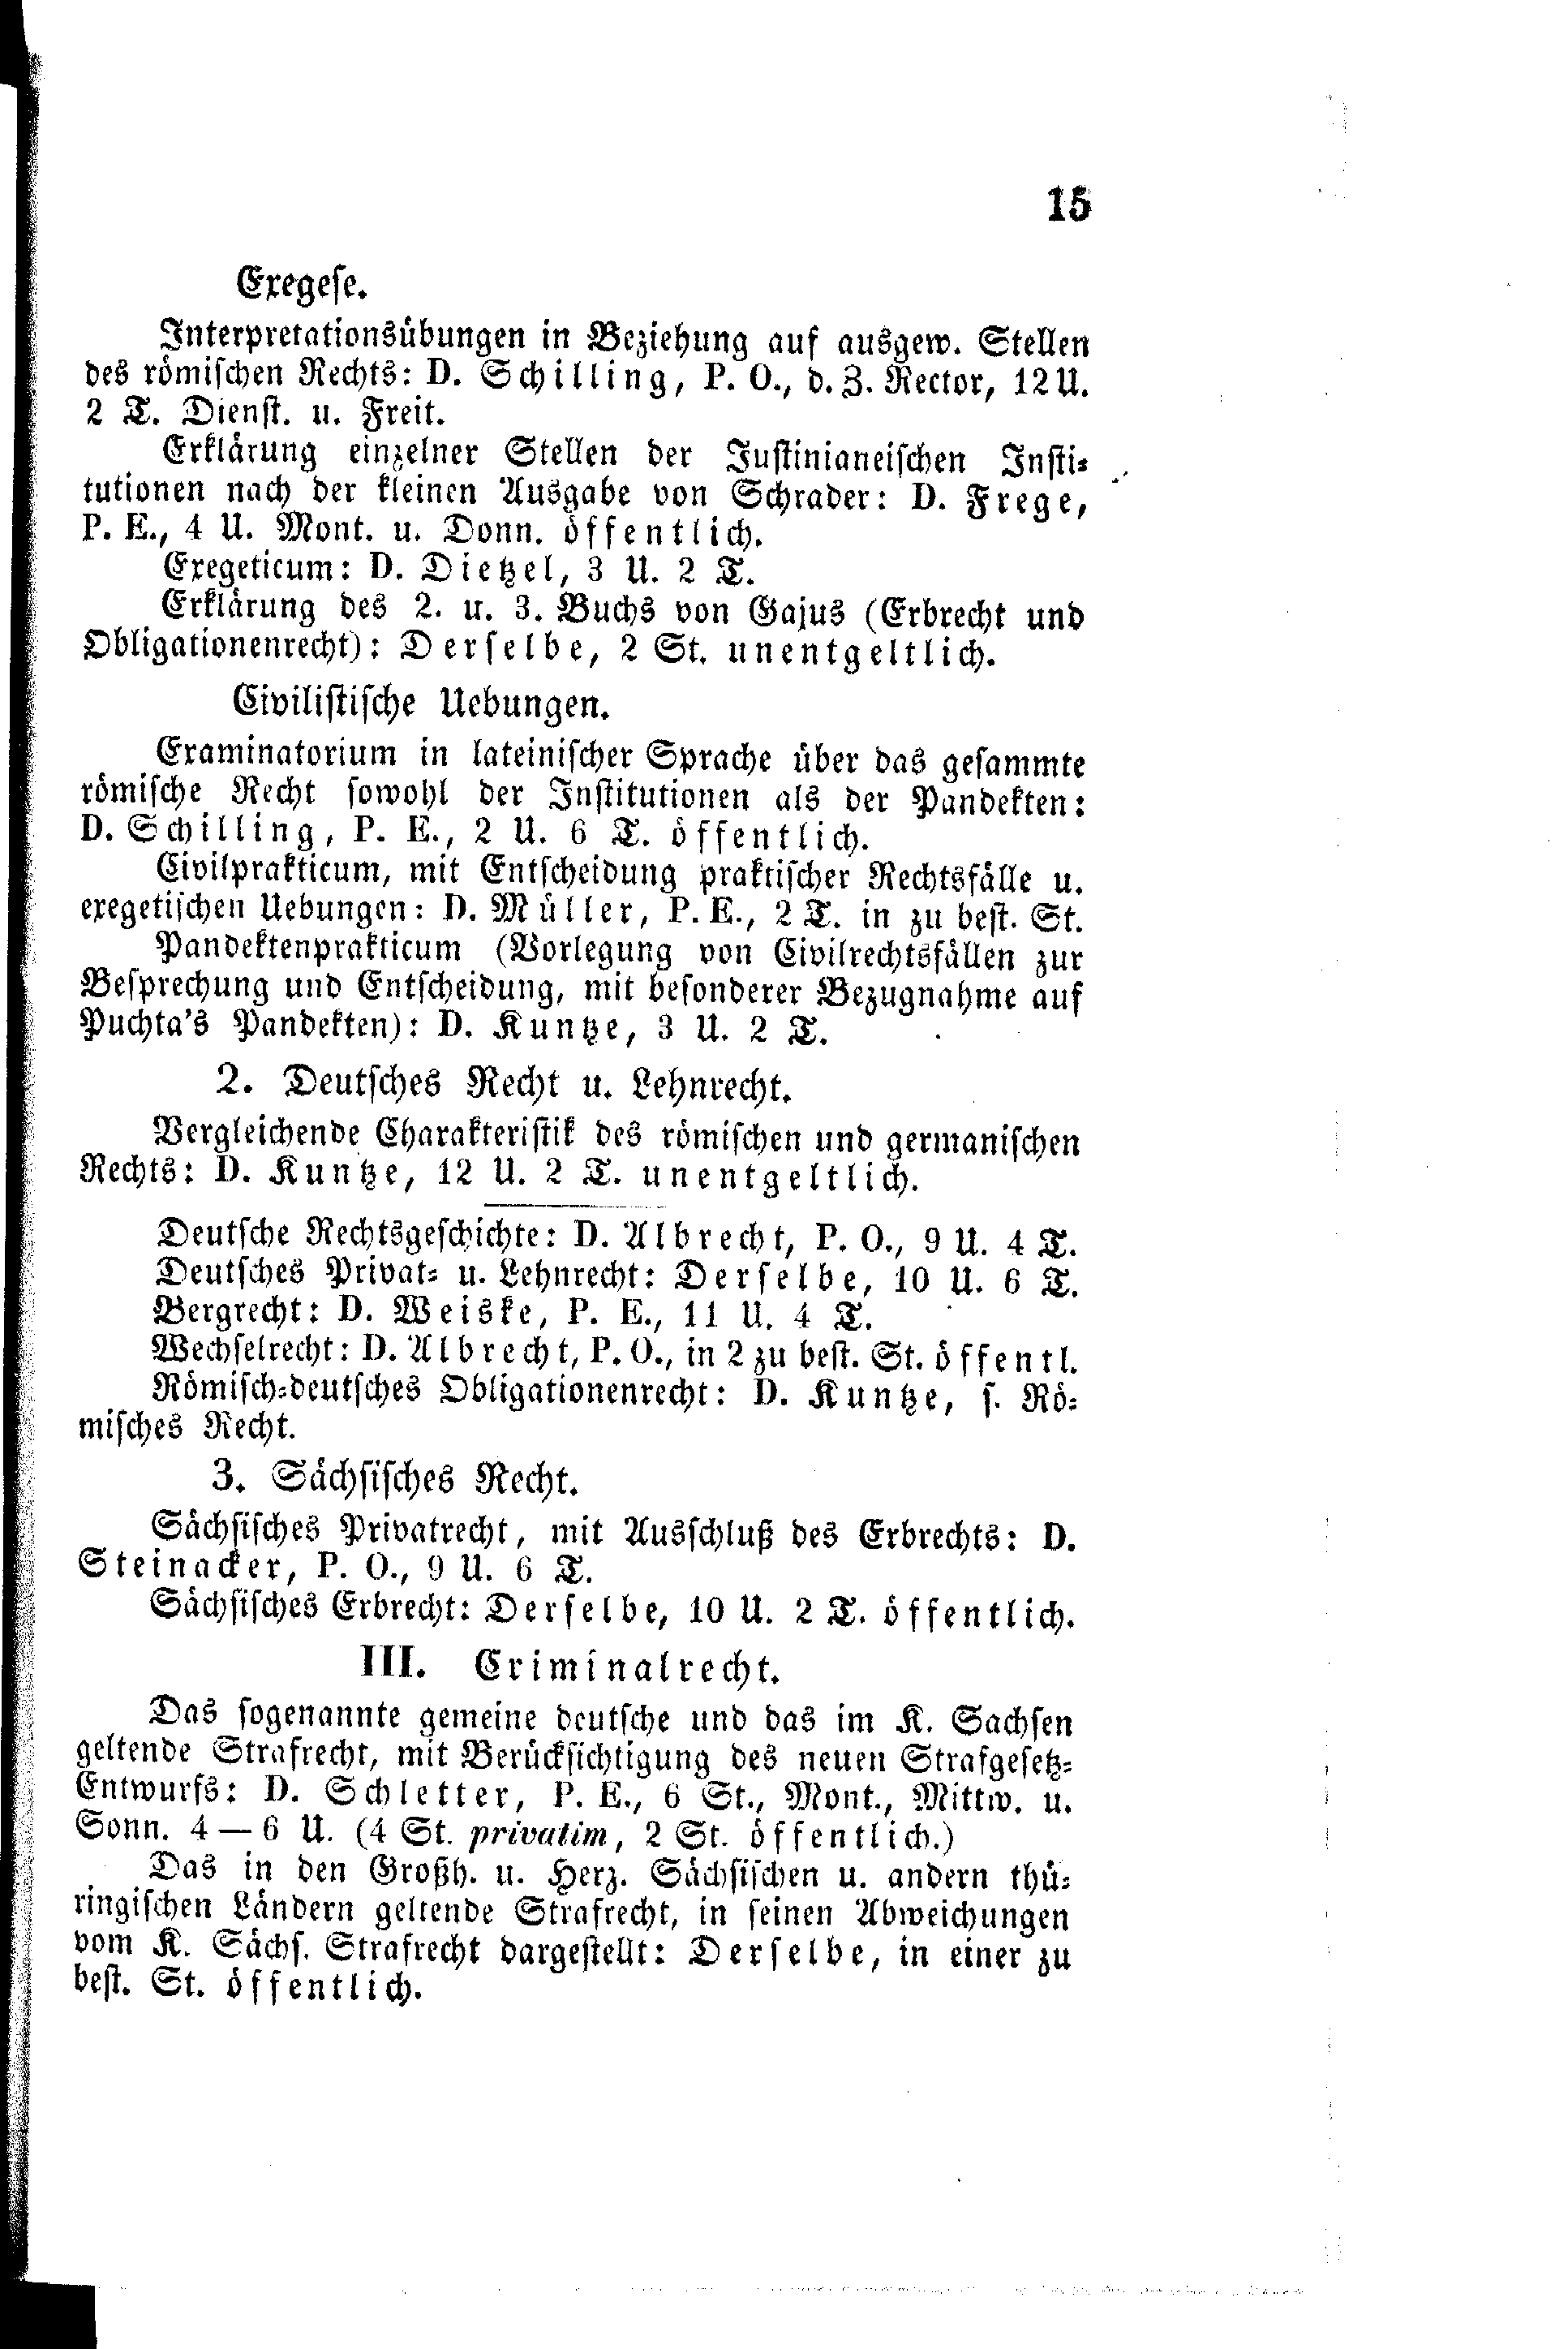 15
Exegese.
Interpretationsübungen in Beziehung auf ausgew. Stellen
des römischen Rechts: D. Schilling, P. O., d. Z. Rector, 12 U.
2 T. Dienst. u. Freit.
Erklärung einzelner Stellen der Justinianeischen Insti-
tutionen nach der kleinen Ausgabe von Schrader: D. Frege,
P. E., 4 U. Mont. u. Donn. öffentlich.
Exegeticum: D. Dietzel, 3 U. 2 T.
Erklärung des 2. u. 3. Buchs von Gajus (Erbrecht und
Obligationenrecht): Derselbe, 2 St. unentgeltlich.
Civilistische Uebungen.
Examinatorium in lateinischer Sprache über das gesammte
römische Recht sowohl der Institutionen als der Pandekten:
D. Schilling, P. E., 2 U. 6 T. öffentlich.
Civilprakticum, mit Entscheidung praktischer Rechtsfälle u.
exegetischen Uebungen: D. Müller, P. E., 2 T. in zu best. St.
Pandektenprakticum (Vorlegung von Civilrechtsfällen zur
Besprechung und Entscheidung, mit besonderer Bezugnahme auf
Puchta's Pandekten): D. Kuntze, 3 U. 2 T.
2. Deutsches Recht u. Lehnrecht.
Vergleichende Charakteristik des römischen und germanischen
Rechts: D. Kuntze, 12 U. 2 T. unentgeltlich.
Deutsche Rechtsgeschichte: D. Albrecht, P. O., 9 U. 4 T.
Deutsches Privat- u. Lehnrecht: Derselbe, 10 U. 6 T.
Bergrecht: D. Weiske, P. E., 11 U. 4 T.
Wechselrecht: D. Albrecht, P. O., in 2 zu best. St. öffentl.
Römisch-deutsches Obligationenrecht: D. Kuntze, s. Rö-
misches Recht.
3. Sächsisches Recht.
Sächsisches Privatrecht, mit Ausschluß des Erbrechts: D.
Steinacker, P. O., 9 U. 6 T.
Sächsisches Erbrecht: Derselbe, 10 U. 2 T. öffentlich.
III. Criminalrecht.
Das sogenannte gemeine deutsche und das im K. Sachsen
geltende Strafrecht, mit Berücksichtigung des neuen Strafgesetz-
Entwurfs: D. Schletter, P. E., 6 St., Mont., Mittw. u.
Sonn. 4 — 6 U. (4 St. privatim, 2 St. öffentlich.)
Das in den Großh. u. Herz. Sächsischen u. andern thü-
ringischen Ländern geltende Strafrecht, in seinen Abweichungen
vom K. Sächs. Strafrecht dargestellt: Derselbe, in einer zu
best. St. öffentlich.